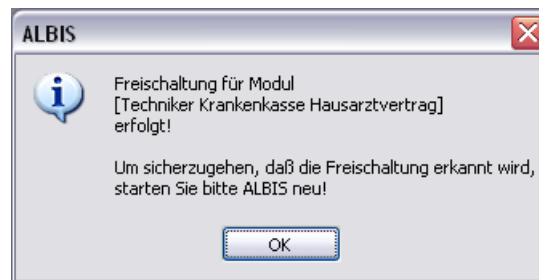 ALBIS
Freischaltung für Modul
[Techniker Krankenkasse Hausarztvertrag]
erfolgt!
Um sicherzugehen, daß die Freischaltung erkannt wird,
starten Sie bitte ALBIS neu!
OK